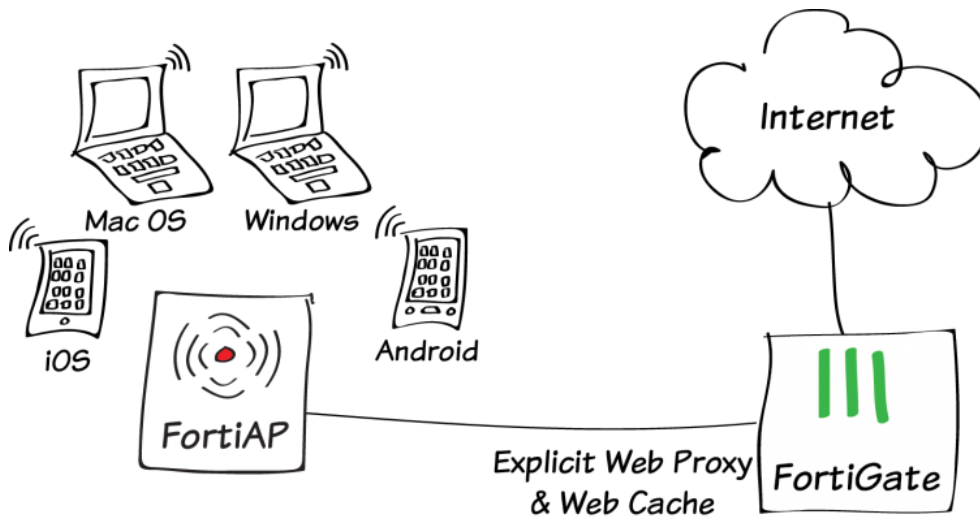 Internet
Mac OS
Windows
iOS
Android
FortiAP
Explicit Web Proxy
& Web Cache
FortiGate